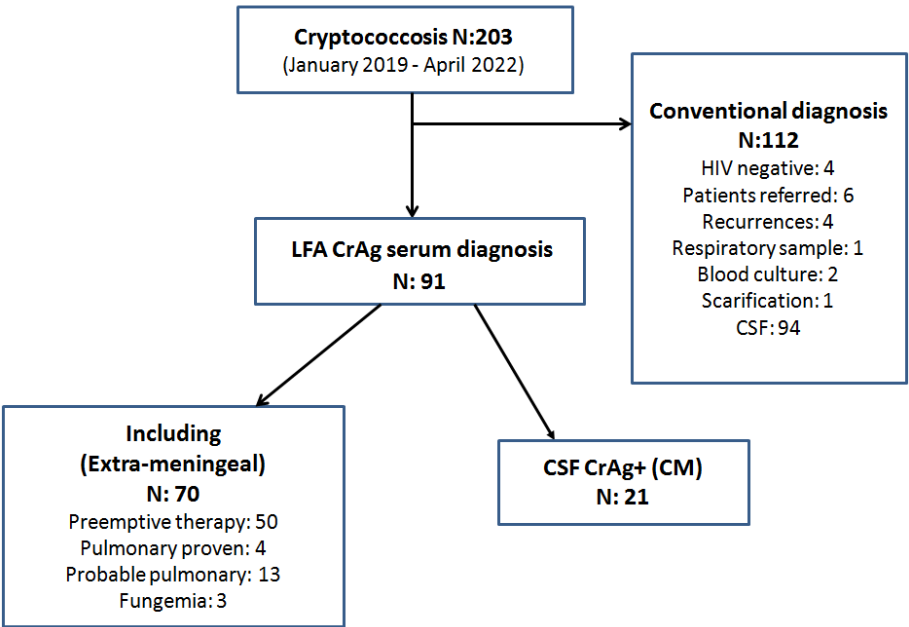 Cryptococcosis N:203
(January 2019 - April 2022)
Conventional diagnosis
N:112
HIV negative: 4
Patients referred: 6
Recurrences: 4
Respiratory sample: 1
Blood culture: 2
Scarification: 1
CSF: 94
LFA CrAg serum diagnosis
N: 91
Including
(Extra-meningeal)
N: 70
Preemptive therapy: 50
Pulmonary proven: 4
Probable pulmonary: 13
Fungemia: 3
CSF CrAg+ (CM)
N: 21